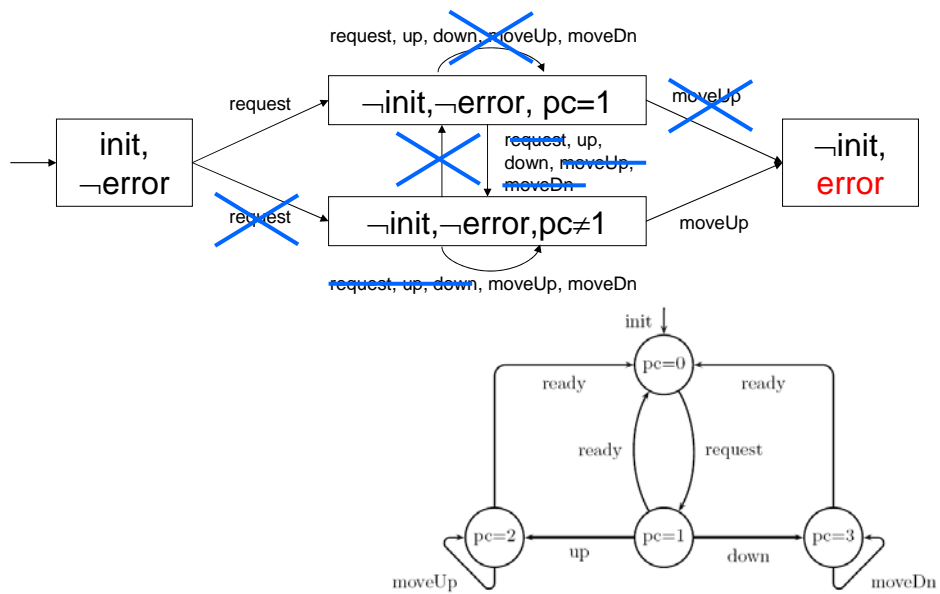 request, up, down, moveUp, moveDn
request
¬init,¬error, pc=1
moveUp
init,
¬error
request, up,
down, moveUp,
moveDn
¬init,
error
request
¬init,¬error,pc≠1
moveUp
request, up, down, moveUp, moveDn
init
pc=0
ready
ready
ready
request
pc=2
pc=1
pc=3
up
down
moveUp
moveDn